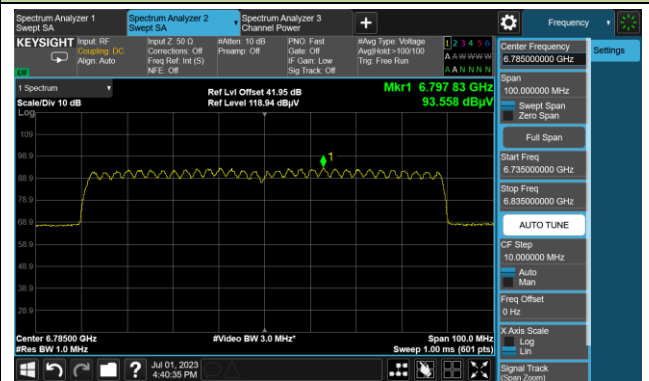 Spectrum Analyzer 1
Swept SA
Spectrum Analyzer 2
Swept SA
Spectrum Analyzer 3
Channel Power
Frequency
KEYSIGHT
Input: RF
Coupling: DC
Align: Auto
Input Z: 50 Ω
Corrections: Off
Freq Ref: Int (S)
NFE: Off
#Atten: 10 dB
Preamp: Off
PNO: Fast
Gate: Off
IF Gain: Low
Sig Track: Off
#Avg Type: Voltage
Avg|Hold:>100/100
Trig: Free Run
1 2 3 4 5 6
A A W W W W
A A N N N N
1 Spectrum
Scale/Div 10 dB
Ref Lvl Offset 41.95 dB
Ref Level 118.94 dBµV
Mkr1 6.797 83 GHz
93.558 dBµV
Log
109
98.9
88.9
78.9
68.9
58.9
48.9
38.9
28.9
1
Center 6.78500 GHz
#Res BW 1.0 MHz
#Video BW 3.0 MHz*
Span 100.0 MHz
Sweep 1.00 ms (601 pts)
Center Frequency
6.785000000 GHz
Settings
Span
100.000000 MHz
Swept Span
Zero Span
Full Span
Start Freq
6.735000000 GHz
Stop Freq
6.835000000 GHz
AUTO TUNE
CF Step
10.000000 MHz
Auto
Man
Freq Offset
0 Hz
X Axis Scale
Log
Lin
Signal Track
(Span Zoom)
Jul 01, 2023
4:40:35 PM